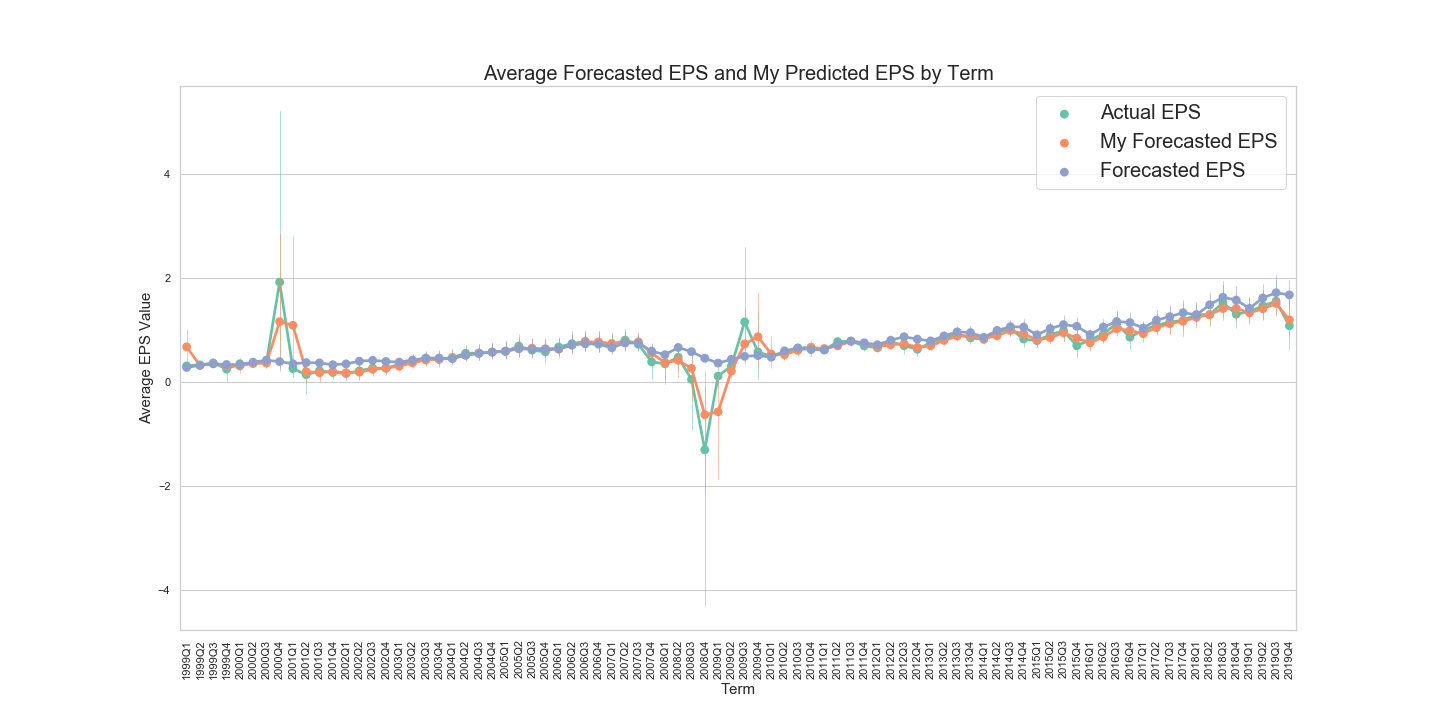 Average Forecasted EPS and My Predicted EPS by Term
Actual EPS
My Forecasted EPS
Forecasted EPS
Average EPS Value
4
2
0
−2
−4
1999Q1
1999Q2
1999Q3
1999Q4
2000Q1
2000Q2
2000Q3
2000Q4
2001Q1
2001Q2
2001Q3
2001Q4
2002Q1
2002Q2
2002Q3
2002Q4
2003Q1
2003Q2
2003Q3
2003Q4
2004Q1
2004Q2
2004Q3
2004Q4
2005Q1
2005Q2
2005Q3
2005Q4
2006Q1
2006Q2
2006Q3
2006Q4
2007Q1
2007Q2
2007Q3
2007Q4
2008Q1
2008Q2
2008Q3
2008Q4
2009Q1
2009Q2
2009Q3
2009Q4
2010Q1
2010Q2
2010Q3
2010Q4
2011Q1
2011Q2
2011Q3
2011Q4
2012Q1
2012Q2
2012Q3
2012Q4
2013Q1
2013Q2
2013Q3
2013Q4
2014Q1
2014Q2
2014Q3
2014Q4
2015Q1
2015Q2
2015Q3
2015Q4
2016Q1
2016Q2
2016Q3
2016Q4
2017Q1
2017Q2
2017Q3
2017Q4
2018Q1
2018Q2
2018Q3
2018Q4
2019Q1
2019Q2
2019Q3
2019Q4
Term